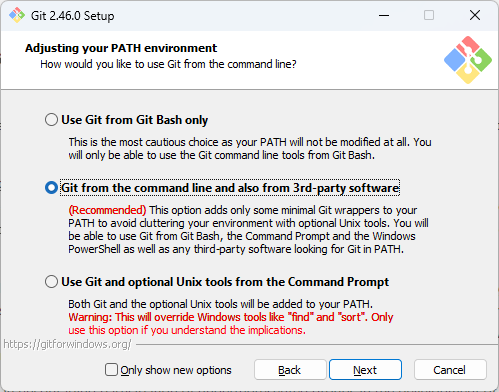 Git 2.46.0 Setup
Adjusting your PATH environment
How would you like to use Git from the command line?
Use Git from Git Bash only
This is the most cautious choice as your PATH will not be modified at all. You
will only be able to use the Git command line tools from Git Bash.
Git from the command line and also from 3rd-party software
(Recommended) This option adds only some minimal Git wrappers to your
PATH to avoid cluttering your environment with optional Unix tools. You will
be able to use Git from Git Bash, the Command Prompt and the Windows
PowerShell as well as any third-party software looking for Git in PATH.
Use Git and optional Unix tools from the Command Prompt
Both Git and the optional Unix tools will be added to your PATH.
Warning: This will override Windows tools like "find" and "sort". Only
use this option if you understand the implications.
https://gitforwindows.org/
Only show new options
Back
Next
Cancel